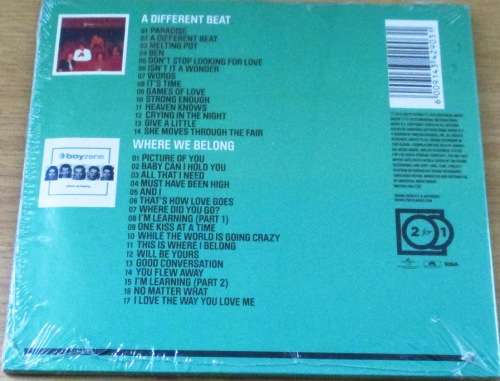 A DIFFERENT BEAT
01 PARADISE
02 A DIFFERENT BEAT
03 MELTING POT
04 BEN
05 DON'T STOP LOOKING FOR LOVE
06 ISN'T IT A WONDER
07 WORDS
08 IT'S TIME
09 GAMES OF LOVE
10 STRONG ENOUGH
11 HEAVEN KNOWS
12 CRYING IN THE NIGHT
13 GIVE A LITTLE
14 SHE MOVES THROUGH THE FAIR
WHERE WE BELONG
boyzone
01 PICTURE OF YOU
02 BABY CAN I HOLD YOU
03 ALL THAT I NEED
04 MUST HAVE BEEN HIGH
05 AND I
06 THAT'S HOW LOVE GOES
07 WHERE DID YOU GO?
08 I'M LEARNING (PART 1)
09 ONE KISS AT A TIME
10 WHILE THE WORLD IS GOING CRAZY
11 THIS IS WHERE I BELONG
12 WILL BE YOURS
13 GOOD CONVERSATION
14 YOU FLEW AWAY
15 I'M LEARNING (PART 2)
16 NO MATTER WHAT
17 I LOVE THE WAY YOU LOVE ME
2 for 1